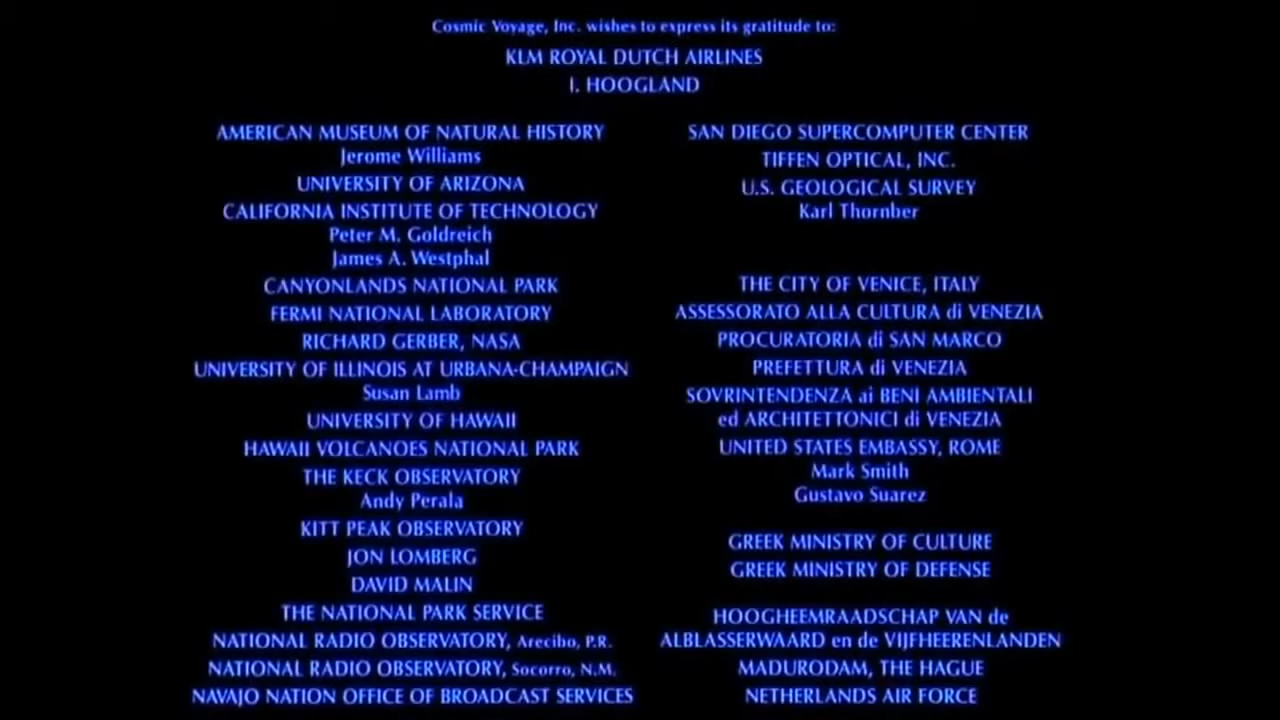 Cosmic Voyage, Inc. wishes to express its gratitude to:
KLM ROYAL DUTCH AIRLINES
I. HOOGLAND
AMERICAN MUSEUM OF NATURAL HISTORY
Jerome Williams
UNIVERSITY OF ARIZONA
CALIFORNIA INSTITUTE OF TECHNOLOGY
Peter M. Goldreich
James A. Westphal
CANYONLANDS NATIONAL PARK
FERMI NATIONAL LABORATORY
RICHARD GERBER, NASA
UNIVERSITY OF ILLINOIS AT URBANA-CHAMPAIGN
Susan Lamb
UNIVERSITY OF HAWAII
HAWAII VOLCANOES NATIONAL PARK
THE KECK OBSERVATORY
Andy Perala
KITT PEAK OBSERVATORY
JON LOMBERG
DAVID MALIN
THE NATIONAL PARK SERVICE
NATIONAL RADIO OBSERVATORY, Arecibo, P.R.
NATIONAL RADIO OBSERVATORY, Socorro, N.M.
NAVAJO NATION OFFICE OF BROADCAST SERVICES
SAN DIEGO SUPERCOMPUTER CENTER
TIFFEN OPTICAL, INC.
U.S. GEOLOGICAL SURVEY
Karl Thornber
THE CITY OF VENICE, ITALY
ASSESSORATO ALLA CULTURA di VENEZIA
PROCURATORIA di SAN MARCO
PREFETTURA di VENEZIA
SOVRINTENDENZA ai BENI AMBIENTALI
ed ARCHITETTONICI di VENEZIA
UNITED STATES EMBASSY, ROME
Mark Smith
Gustavo Suarez
GREEK MINISTRY OF CULTURE
GREEK MINISTRY OF DEFENSE
HOOGHEEMRAADSCHAP VAN de
ALBLASSERWAARD en de VIJFHEERENLANDEN
MADURODAM, THE HAGUE
NETHERLANDS AIR FORCE